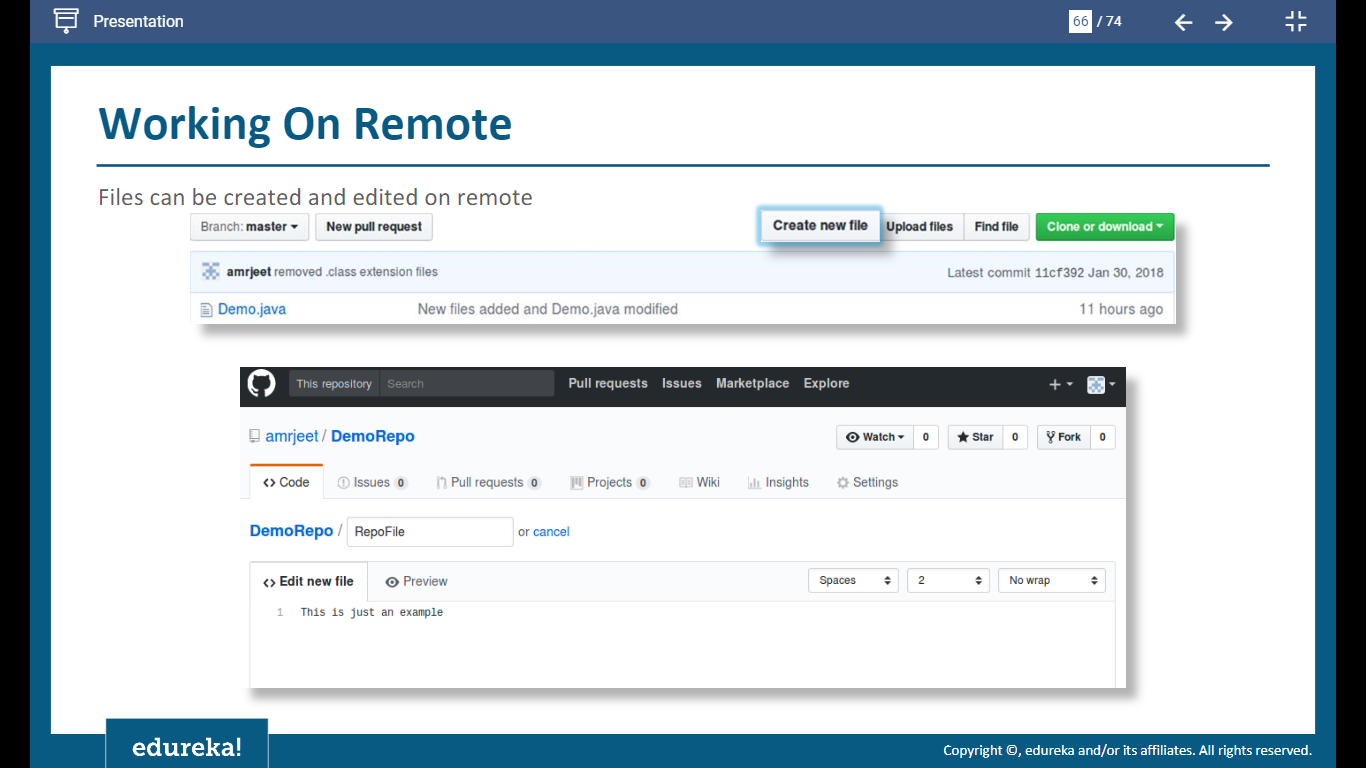 Presentation
66 / 74
Working On Remote
Files can be created and edited on remote
Branch: master New pull request Create new file Upload files Find file Clone or download
amrjeet removed .class extension files Latest commit 11cf392 Jan 30, 2018
Demo.java New files added and Demo.java modified 11 hours ago
This repository Search Pull requests Issues Marketplace Explore
amrjeet / DemoRepo Watch 0 Star 0 Fork 0
Code Issues 0 Pull requests 0 Projects 0 Wiki Insights Settings
DemoRepo / RepoFile or cancel
Edit new file Preview Spaces 2 No wrap
1 This is just an example
edureka!
Copyright ©, edureka and/or its affiliates. All rights reserved.